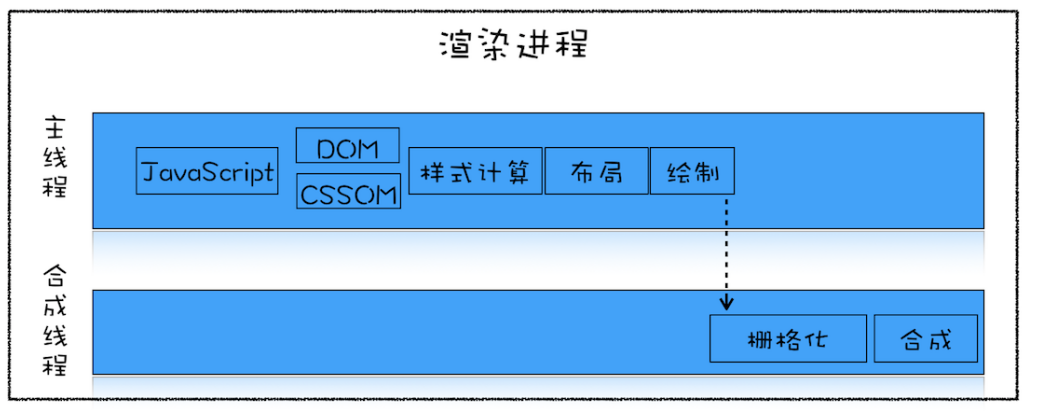 渲染进程
主线程
JavaScript
DOM
CSSOM
样式计算
布局
绘制
合成线程
栅格化
合成